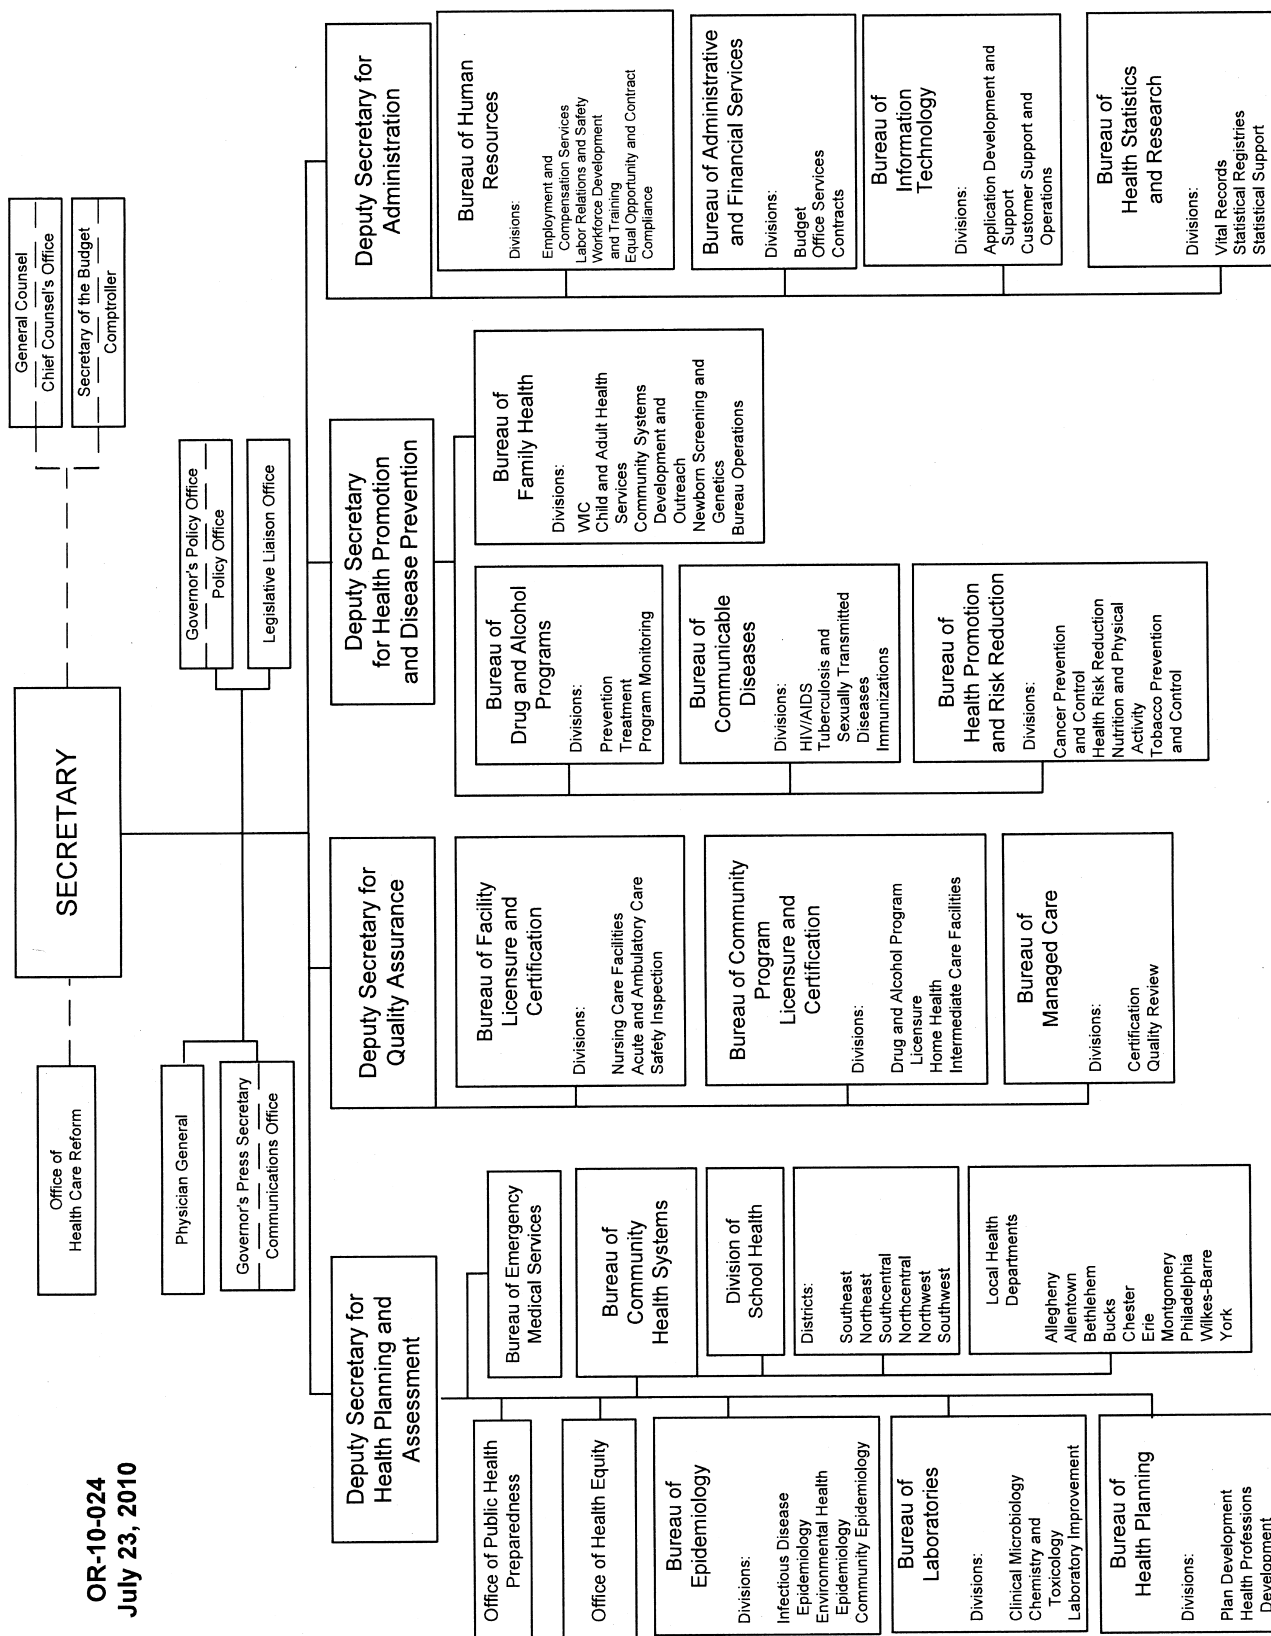 OR-10-024
July 23, 2010
SECRETARY
Office of
Health Care Reform
General Counsel
Chief Counsel's Office
Secretary of the Budget
Comptroller
Physician General
Governor's Press Secretary
Communications Office
Governor's Policy Office
Policy Office
Legislative Liaison Office
Deputy Secretary for
Health Planning and
Assessment
Office of Public Health
Preparedness
Office of Health Equity
Bureau of
Epidemiology
Divisions:
Infectious Disease
Epidemiology
Environmental Health
Epidemiology
Community Epidemiology
Bureau of
Laboratories
Divisions:
Clinical Microbiology
Chemistry and
Toxicology
Laboratory Improvement
Bureau of
Health Planning
Divisions:
Plan Development
Health Professions
Development
Bureau of Emergency
Medical Services
Bureau of
Community
Health Systems
Division of
School Health
Districts:
Southeast
Northeast
Southcentral
Northcentral
Northwest
Southwest
Local Health
Departments
Allegheny
Allentown
Bethlehem
Bucks
Chester
Erie
Montgomery
Philadelphia
Wilkes-Barre
York
Deputy Secretary for
Quality Assurance
Bureau of Facility
Licensure and
Certification
Divisions:
Nursing Care Facilities
Acute and Ambulatory Care
Safety Inspection
Bureau of Community
Program
Licensure and
Certification
Divisions:
Drug and Alcohol Program
Licensure
Home Health
Intermediate Care Facilities
Bureau of
Managed Care
Divisions:
Certification
Quality Review
Deputy Secretary
for Health Promotion
and Disease Prevention
Bureau of
Drug and Alcohol
Programs
Divisions:
Prevention
Treatment
Program Monitoring
Bureau of
Communicable
Diseases
Divisions:
HIV/AIDS
Tuberculosis and
Sexually Transmitted
Diseases
Immunizations
Bureau of
Health Promotion
and Risk Reduction
Divisions:
Cancer Prevention
and Control
Health Risk Reduction
Nutrition and Physical
Activity
Tobacco Prevention
and Control
Bureau of
Family Health
Divisions:
WIC
Child and Adult Health
Services
Community Systems
Development and
Outreach
Newborn Screening and
Genetics
Bureau Operations
Deputy Secretary for
Administration
Bureau of Human
Resources
Divisions:
Employment and
Compensation Services
Labor Relations and Safety
Workforce Development
and Training
Equal Opportunity and Contract
Compliance
Bureau of Administrative
and Financial Services
Divisions:
Budget
Office Services
Contracts
Bureau of
Information
Technology
Divisions:
Application Development and
Support
Customer Support and
Operations
Bureau of
Health Statistics
and Research
Divisions:
Vital Records
Statistical Registries
Statistical Support